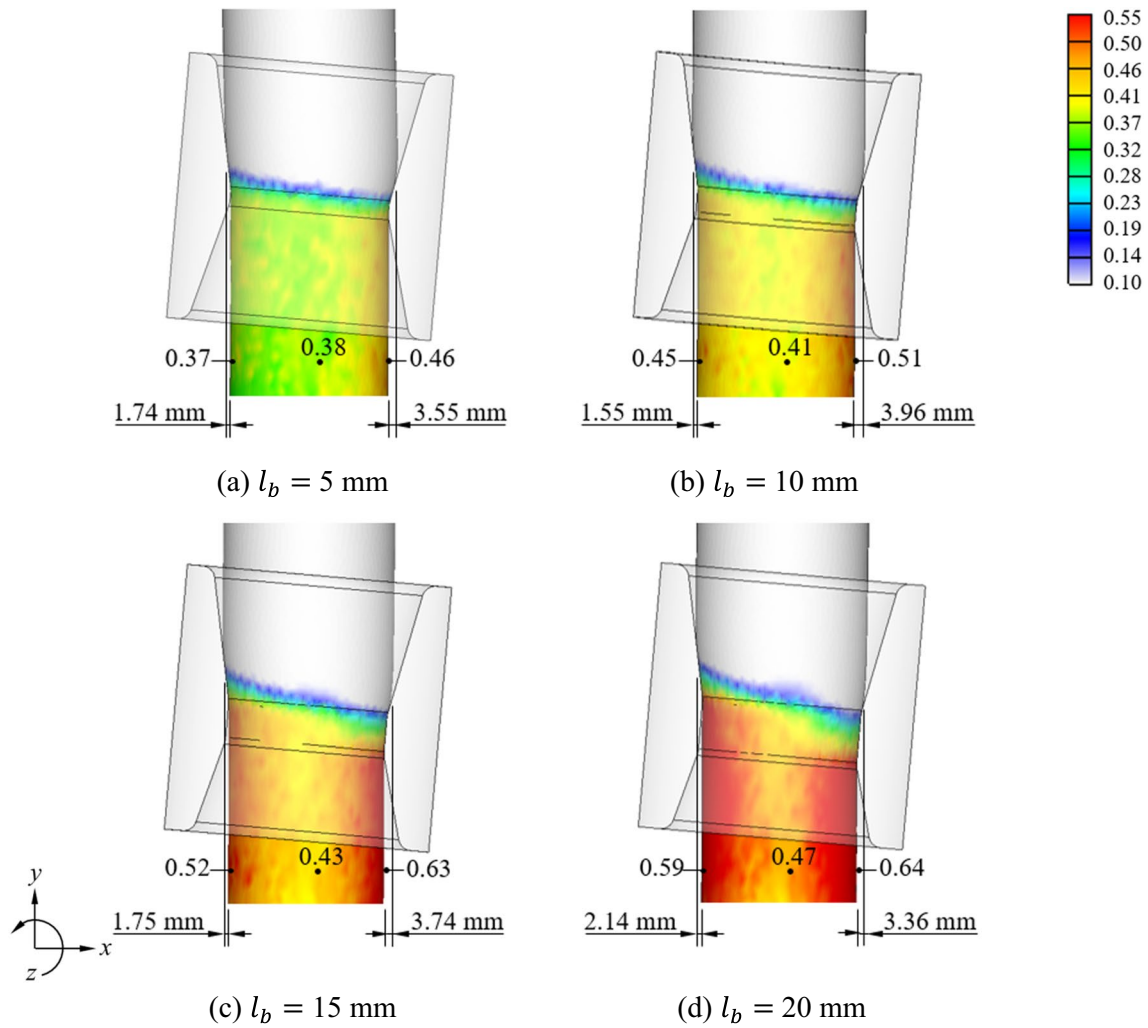 0.55
0.50
0.46
0.41
0.37
0.32
0.28
0.23
0.19
0.14
0.10
0.37 0.38 0.46
1.74 mm 3.55 mm
(a) l_b = 5 mm
0.45 0.41 0.51
1.55 mm 3.96 mm
(b) l_b = 10 mm
0.52 0.43 0.63
1.75 mm 3.74 mm
(c) l_b = 15 mm
0.59 0.47 0.64
2.14 mm 3.36 mm
(d) l_b = 20 mm
y
x
z